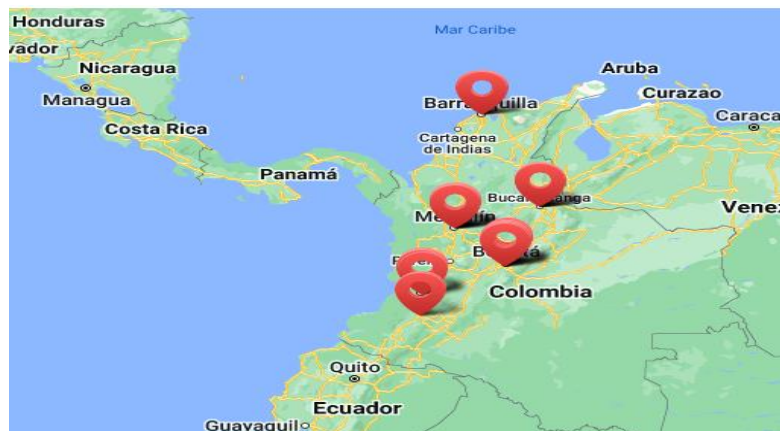 Honduras
Mar Caribe
vador
Nicaragua
Aruba
Managua
Curazao
Caraca
Costa Rica
Cartagena
de Indias
Panamá
Venez
Colombia
Quito
Ecuador
Guayaquil